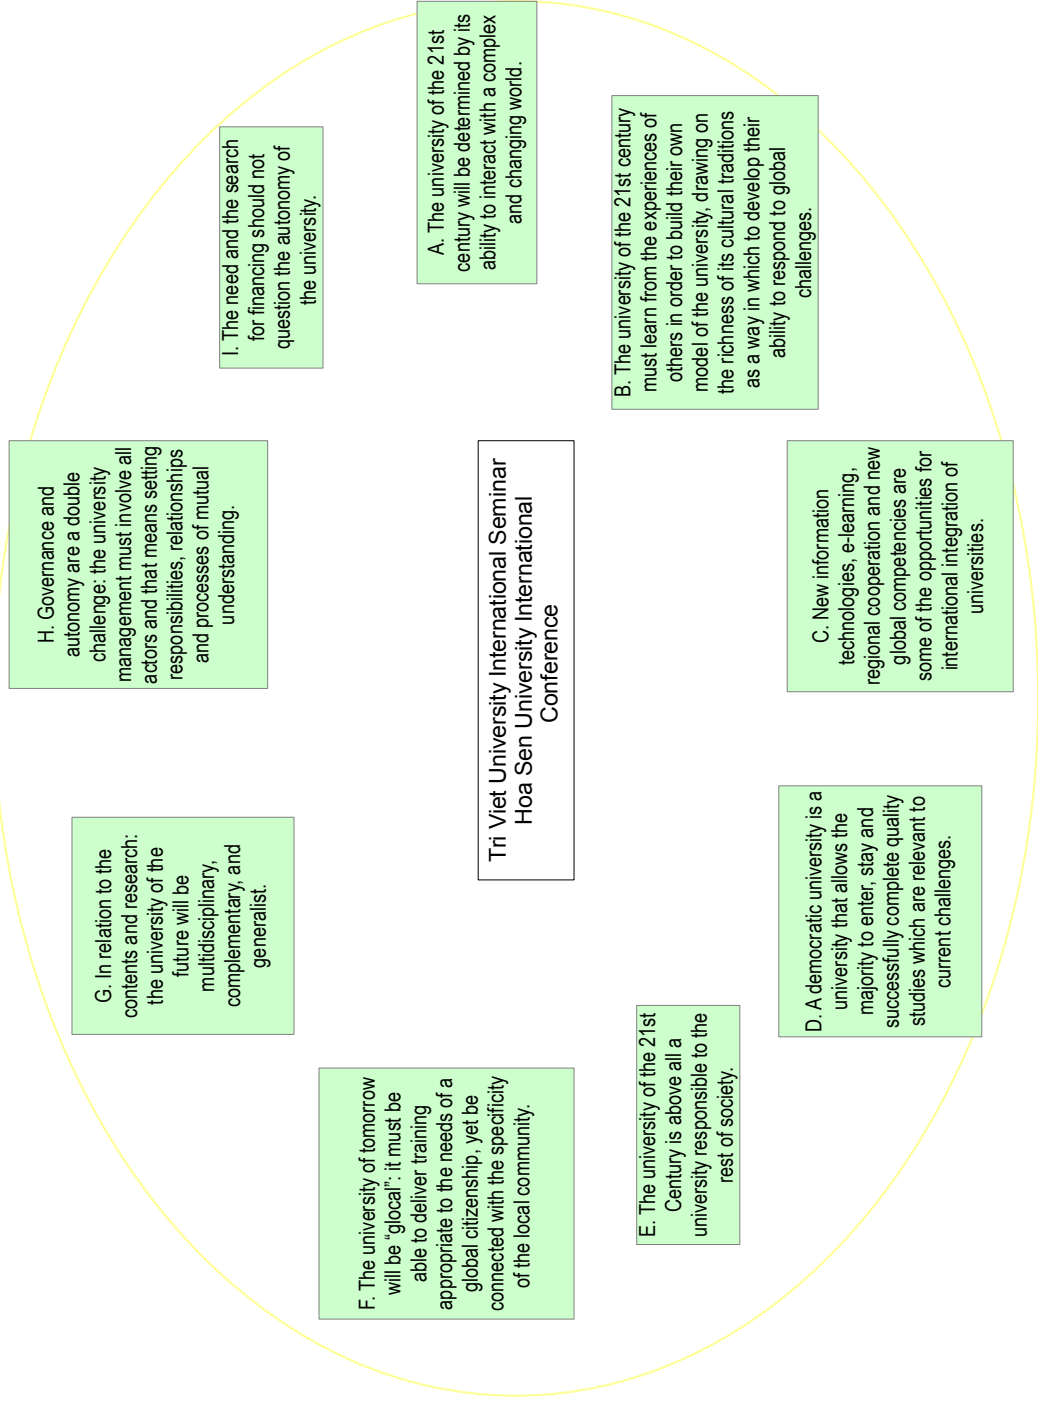 A. The university of the 21st
century will be determined by its
ability to interact with a complex
and changing world.
B. The university of the 21st century
must learn from the experiences of
others in order to build their own
model of the university, drawing on
the richness of its cultural traditions
as a way in which to develop their
ability to respond to global
challenges.
C. New information
technologies, e-learning,
regional cooperation and new
global competencies are
some of the opportunities for
international integration of
universities.
D. A democratic university is a
university that allows the
majority to enter, stay and
successfully complete quality
studies which are relevant to
current challenges.
E. The university of the 21st
Century is above all a
university responsible to the
rest of society.
F. The university of tomorrow
will be “glocal”: it must be
able to deliver training
appropriate to the needs of a
global citizenship, yet be
connected with the specificity
of the local community.
G. In relation to the
contents and research:
the university of the
future will be
multidisciplinary,
complementary, and
generalist.
H. Governance and
autonomy are a double
challenge: the university
management must involve all
actors and that means setting
responsibilities, relationships
and processes of mutual
understanding.
I. The need and the search
for financing should not
question the autonomy of
the university.
Tri Viet University International Seminar
Hoa Sen University International
Conference